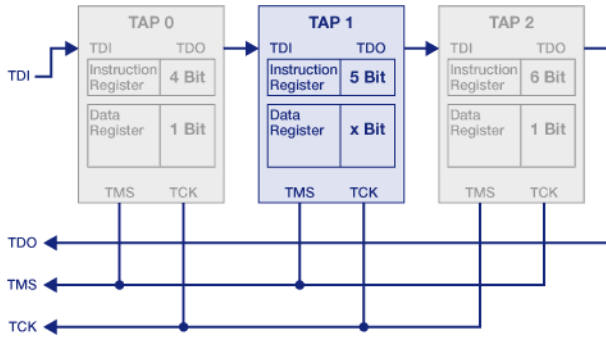 TAP 0
TAP 1
TAP 2
TDI
TDI TDO
TDI TDO
TDI TDO
Instruction Register 4 Bit
Instruction Register 5 Bit
Instruction Register 6 Bit
Data Register 1 Bit
Data Register x Bit
Data Register 1 Bit
TMS TCK
TMS TCK
TMS TCK
TDO
TMS
TCK